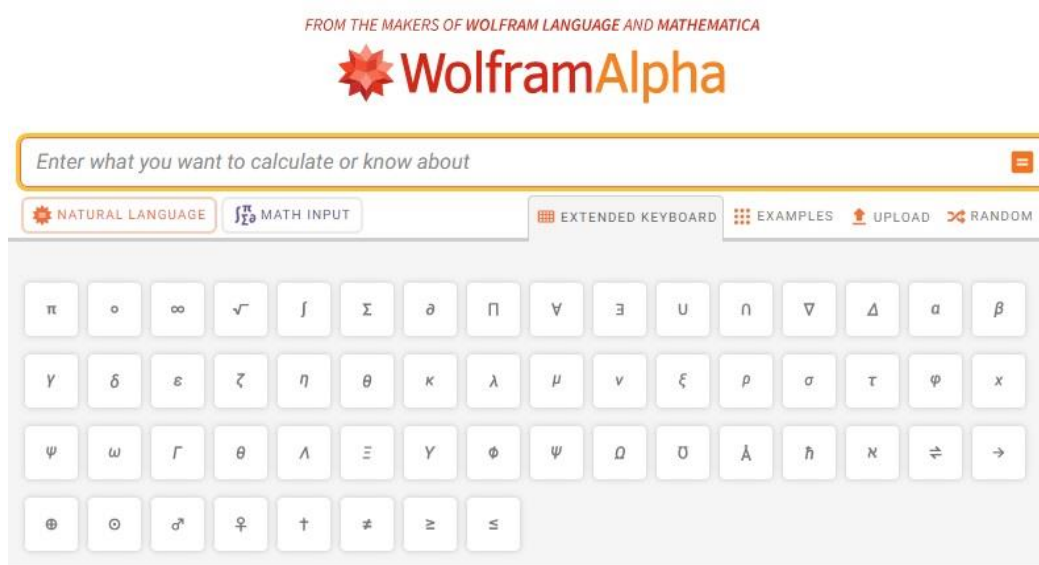 FROM THE MAKERS OF WOLFRAM LANGUAGE AND MATHEMATICA
WolframAlpha
Enter what you want to calculate or know about =
NATURAL LANGUAGE ∫π Σ∂ MATH INPUT EXTENDED KEYBOARD EXAMPLES UPLOAD RANDOM
π ° ∞ √ ∫ Σ ∂ Π ∀ ∃ ∪ ∩ ∇ Δ α β
γ δ ε ζ η θ κ λ μ ν ξ ρ σ τ φ χ
ψ ω Γ θ Λ Ξ Υ Φ Ψ Ω ℧ Å ℏ ℵ ⇌ →
⊕ ⊙ ♂ ♀ † ≠ ≥ ≤